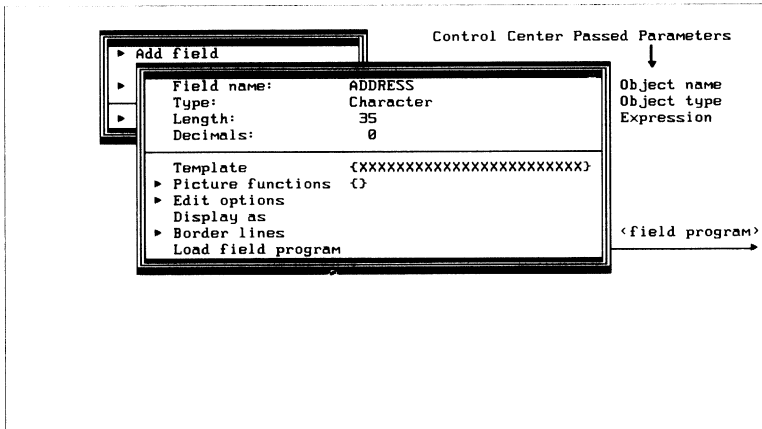 Control Center Passed Parameters
Add field
Field name: ADDRESS
Type: Character
Length: 35
Decimals: 0
Template {XXXXXXXXXXXXXXXXXXXXXXXXX}
Picture functions {}
Edit options
Display as
Border lines
Load field program
Object name
Object type
Expression
<field program>